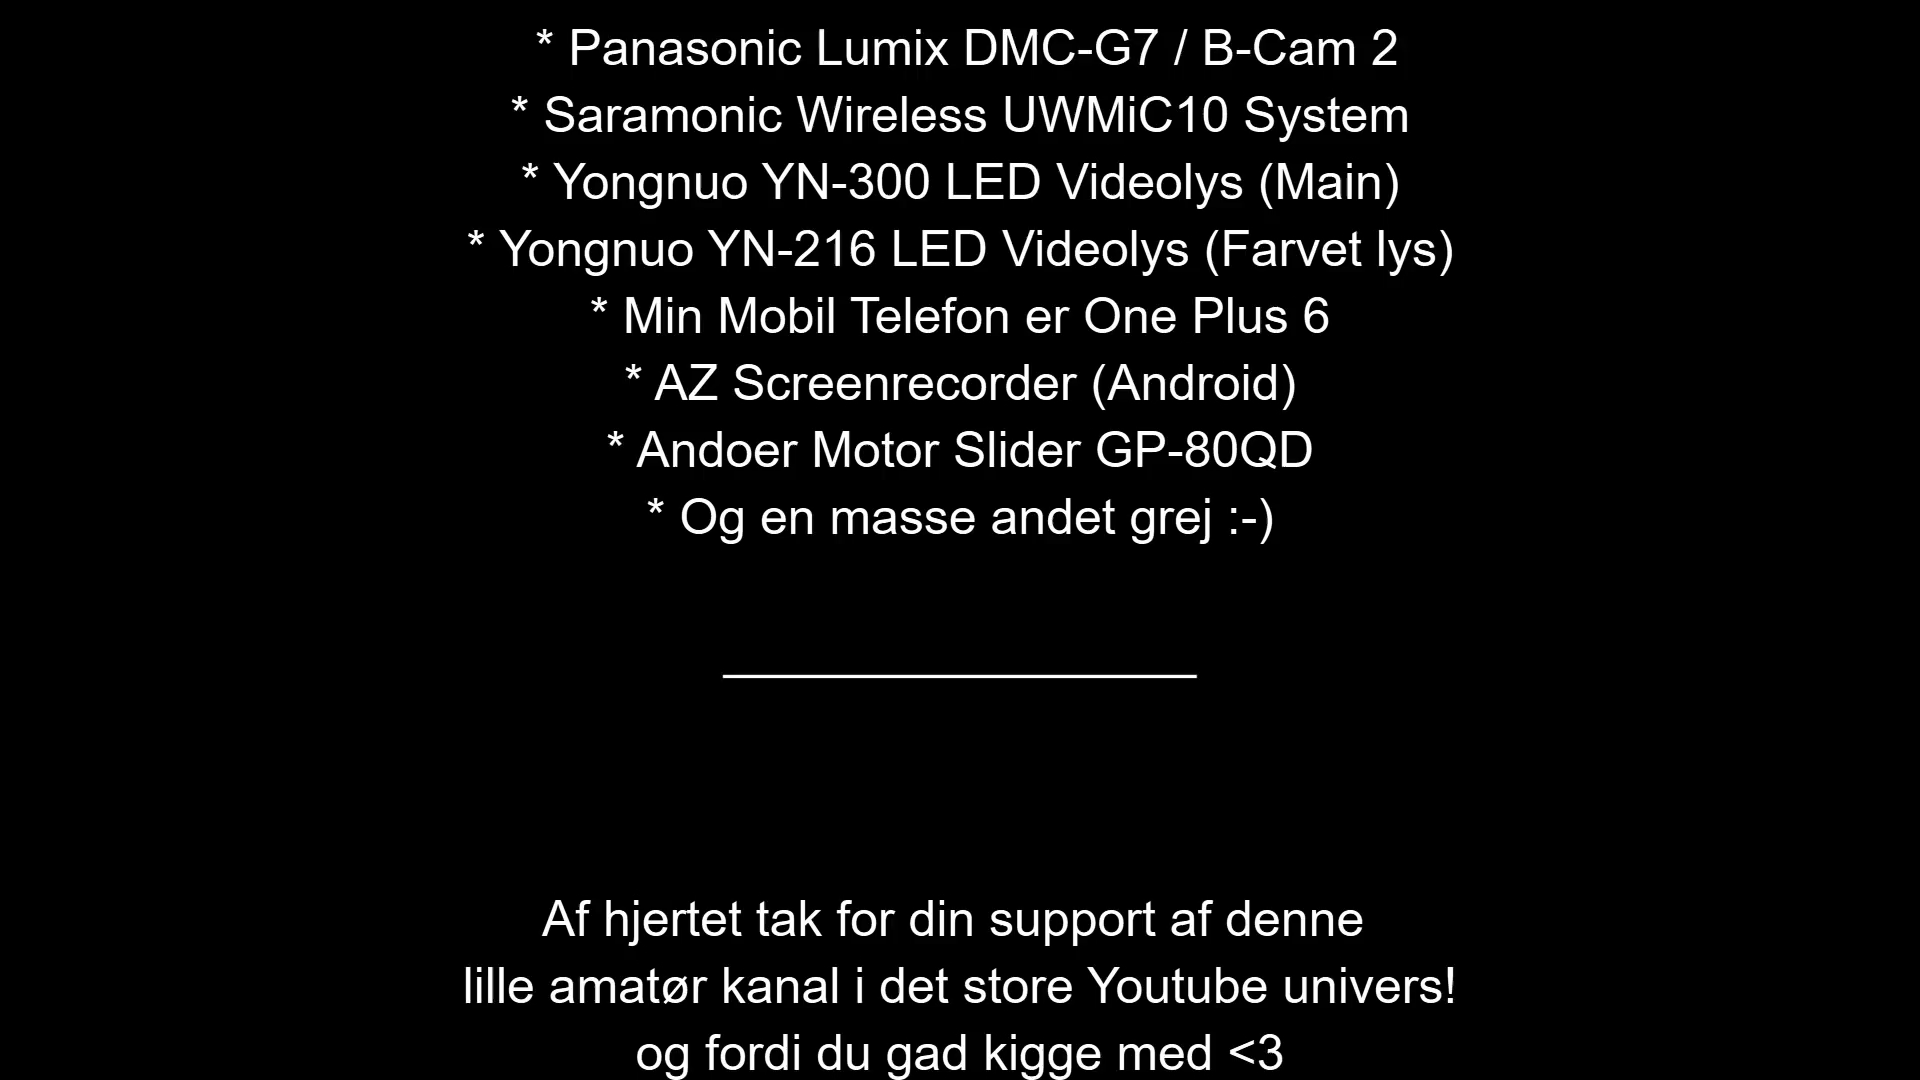 * Panasonic Lumix DMC-G7 / B-Cam 2
* Saramonic Wireless UWMiC10 System
* Yongnuo YN-300 LED Videolys (Main)
* Yongnuo YN-216 LED Videolys (Farvet lys)
* Min Mobil Telefon er One Plus 6
* AZ Screenrecorder (Android)
* Andoer Motor Slider GP-80QD
* Og en masse andet grej :-)
Af hjertet tak for din support af denne
lille amatør kanal i det store Youtube univers!
og fordi du gad kigge med <3